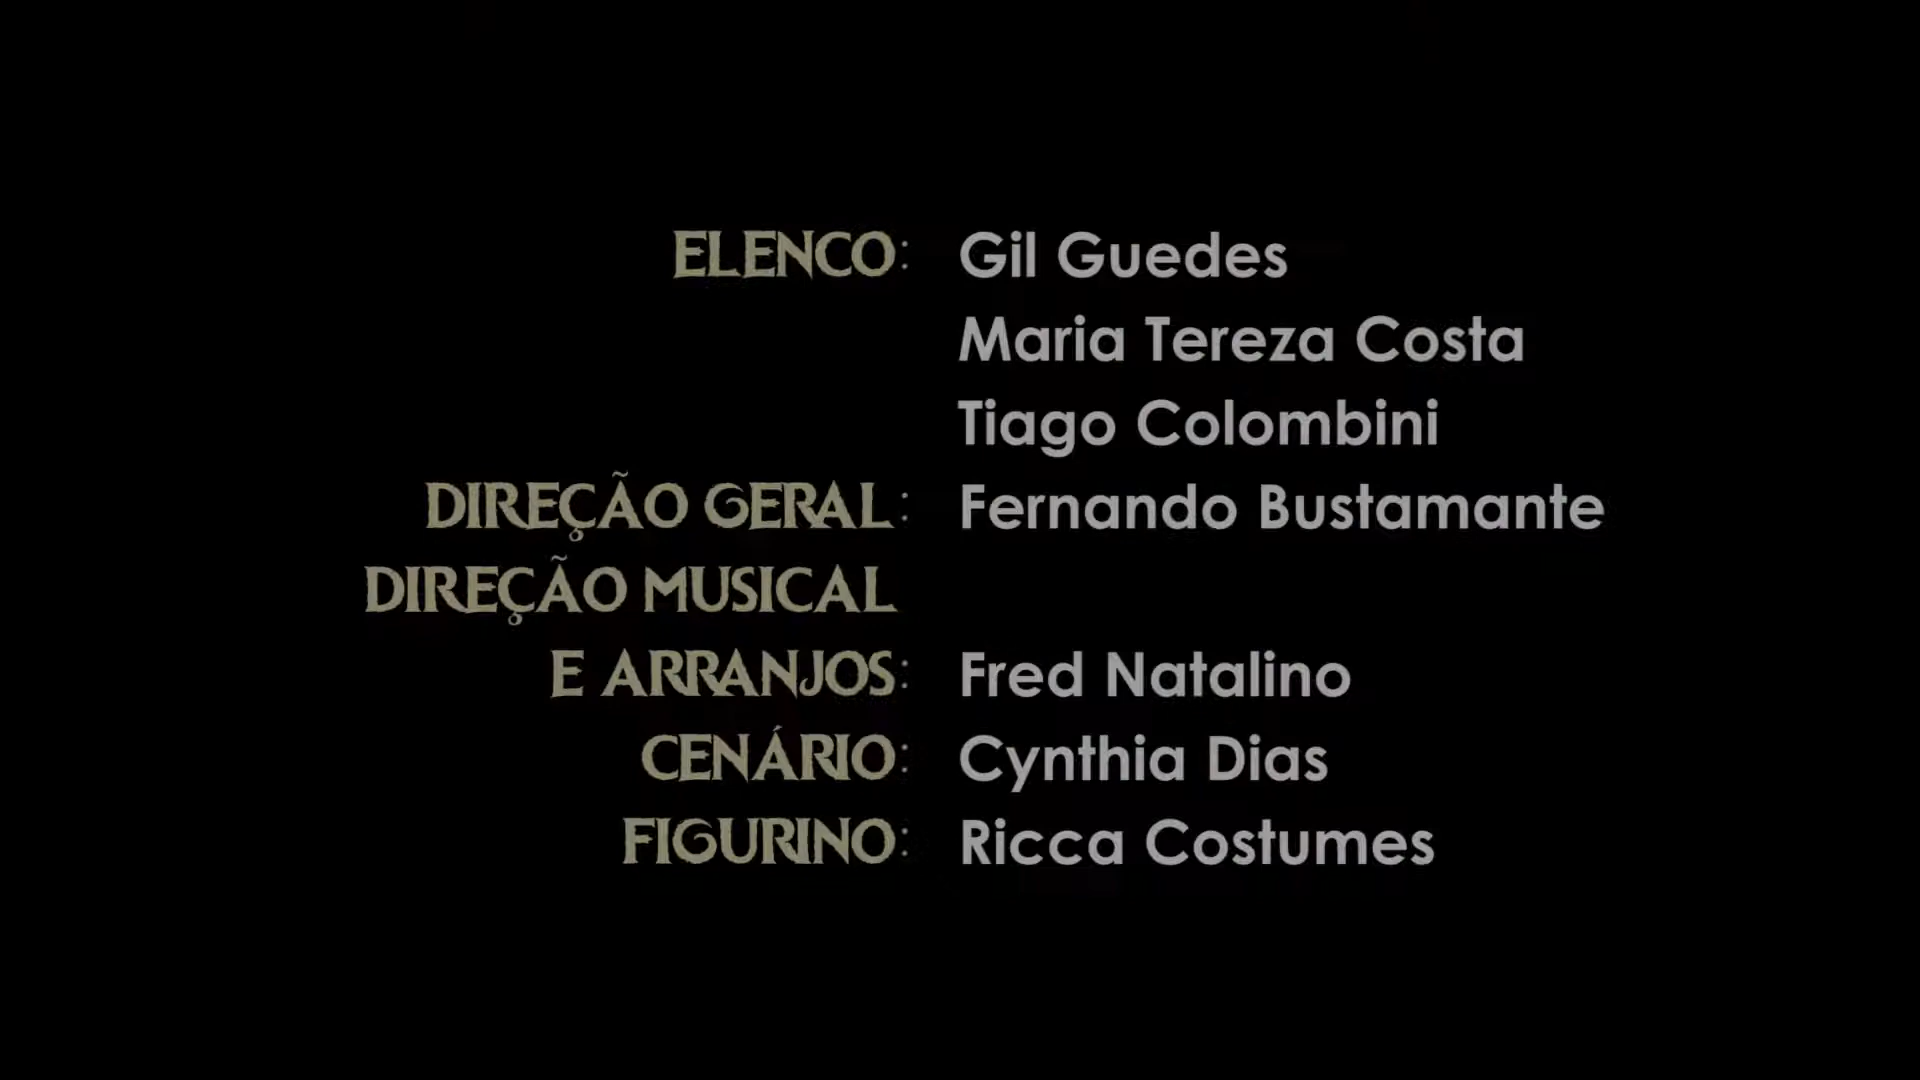 ELENCO: Gil Guedes
Maria Tereza Costa
Tiago Colombini
DIREÇÃO GERAL: Fernando Bustamante
DIREÇÃO MUSICAL
E ARRANJOS: Fred Natalino
CENÁRIO: Cynthia Dias
FIGURINO: Ricca Costumes